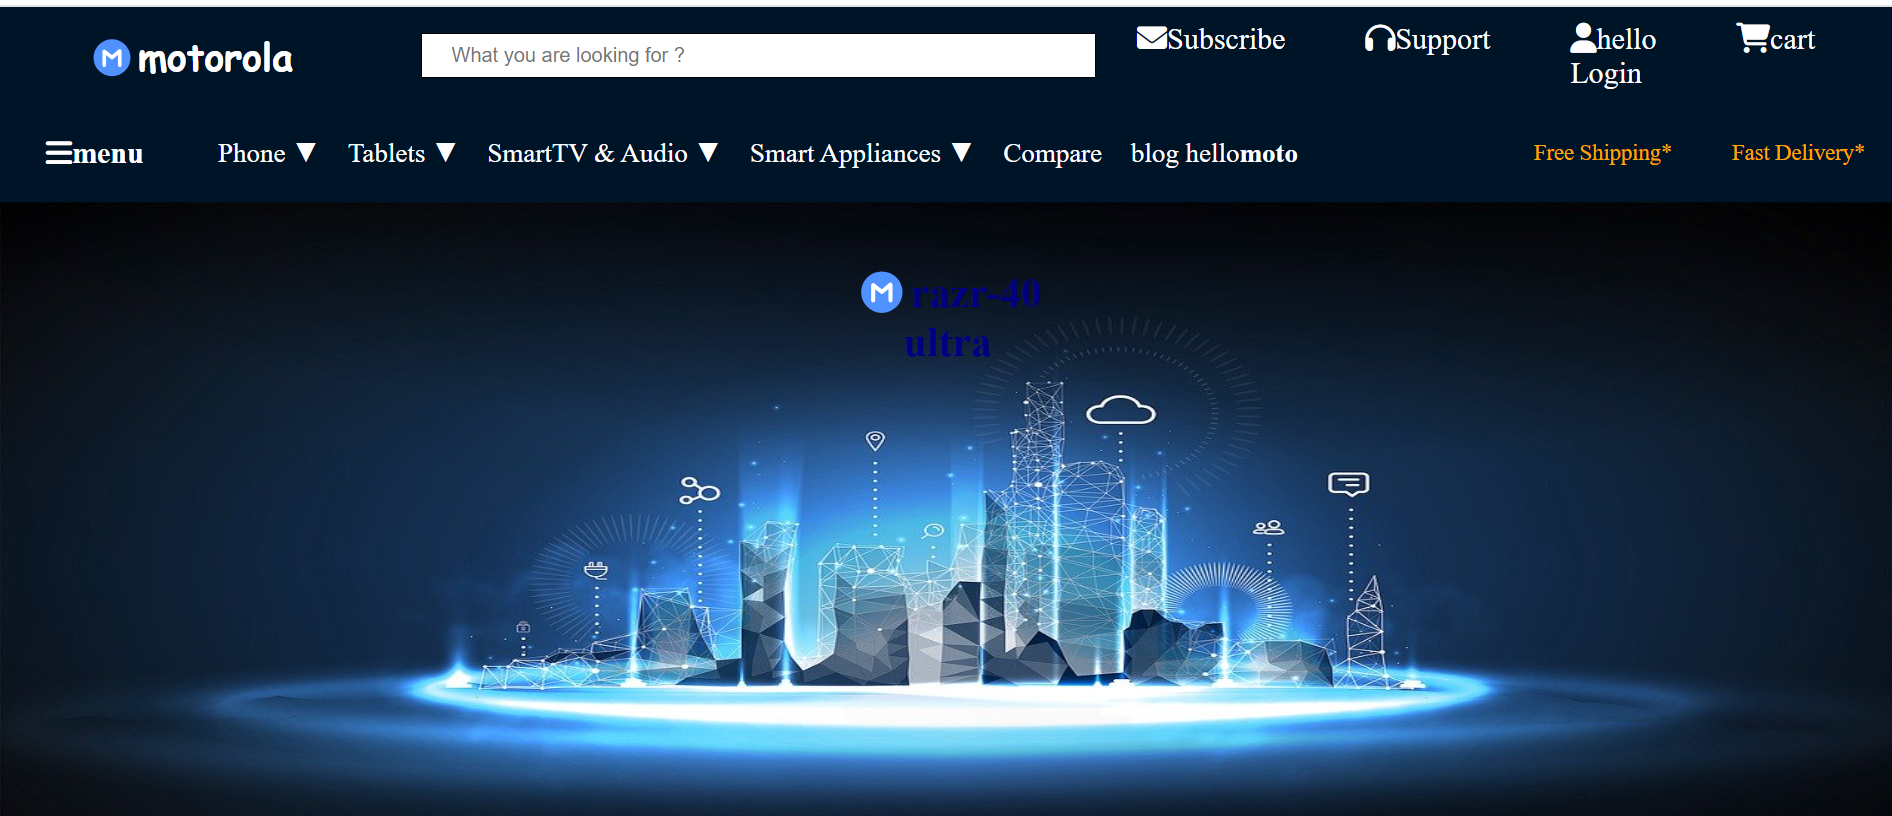 motorola
What you are looking for ?
Subscribe
Support
hello
Login
cart
menu
Phone ▼
Tablets ▼
SmartTV & Audio ▼
Smart Appliances ▼
Compare
blog hellomoto
Free Shipping*
Fast Delivery*
razr-40
ultra